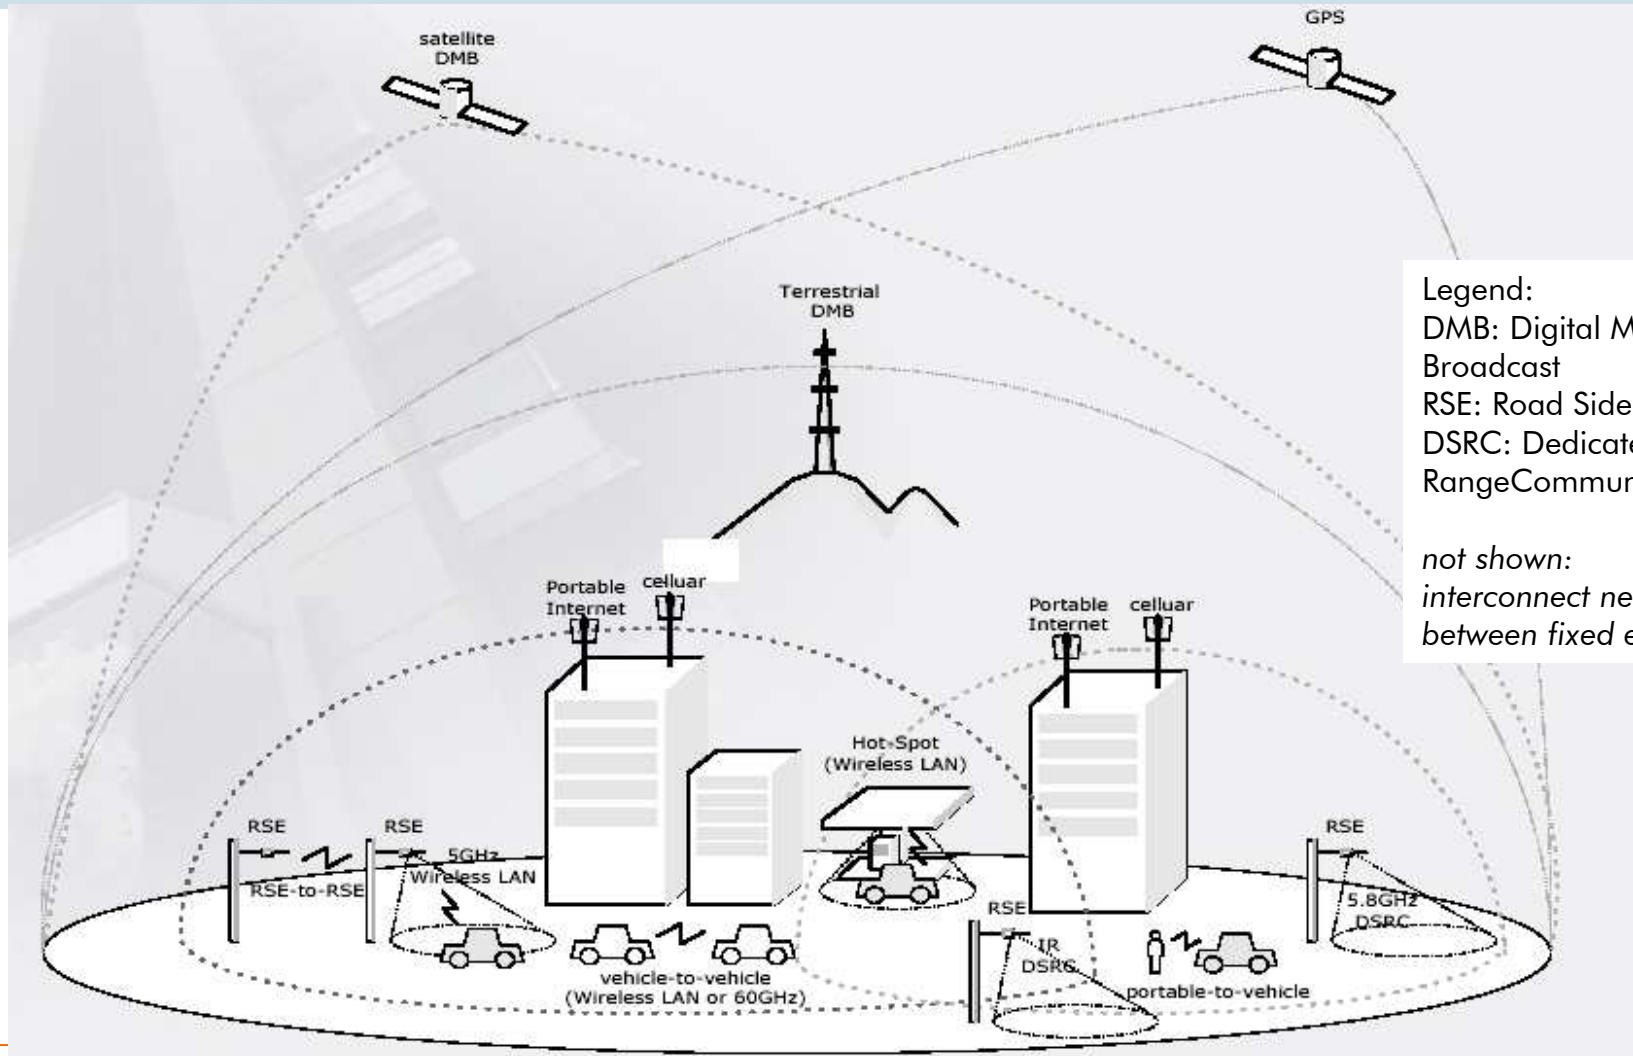 satellite
DMB
GPS
Terrestrial
DMB
Legend:
DMB: Digital M
Broadcast
RSE: Road Side
DSRC: Dedicate
RangeCommun
not shown:
interconnect ne
between fixed e
Portable
Internet
celluar
Portable
Internet
celluar
Hot-Spot
(Wireless LAN)
RSE
RSE
RSE-to-RSE
5GHz
Wireless LAN
vehicle-to-vehicle
(Wireless LAN or 60GHz)
RSE
IR
DSRC
portable-to-vehicle
RSE
5.8GHz
DSRC